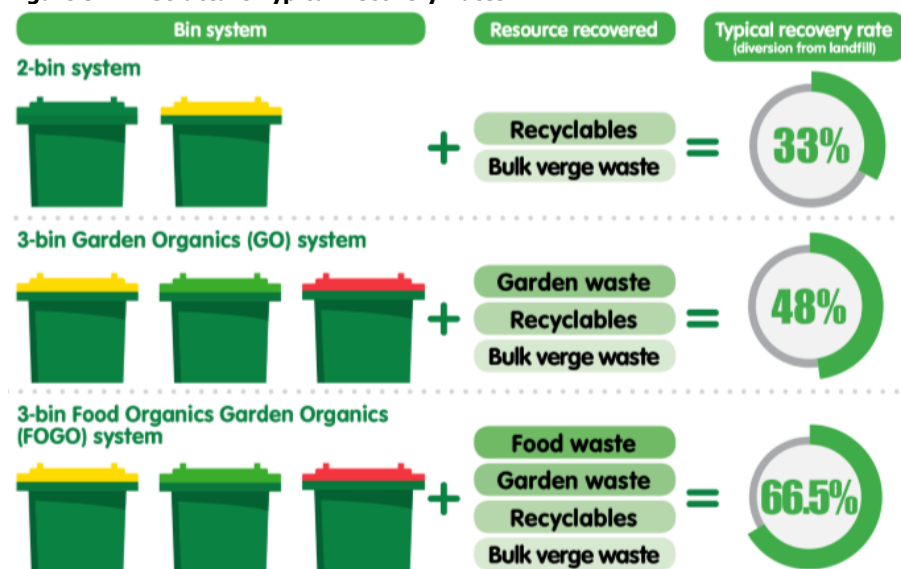 Bin system
Resource recovered
Typical recovery rate
(diversion from landfill)
2-bin system
Recyclables
Bulk verge waste
+
=
33%
3-bin Garden Organics (GO) system
Garden waste
Recyclables
Bulk verge waste
+
=
48%
3-bin Food Organics Garden Organics
(FOGO) system
Food waste
Garden waste
Recyclables
Bulk verge waste
+
=
66.5%